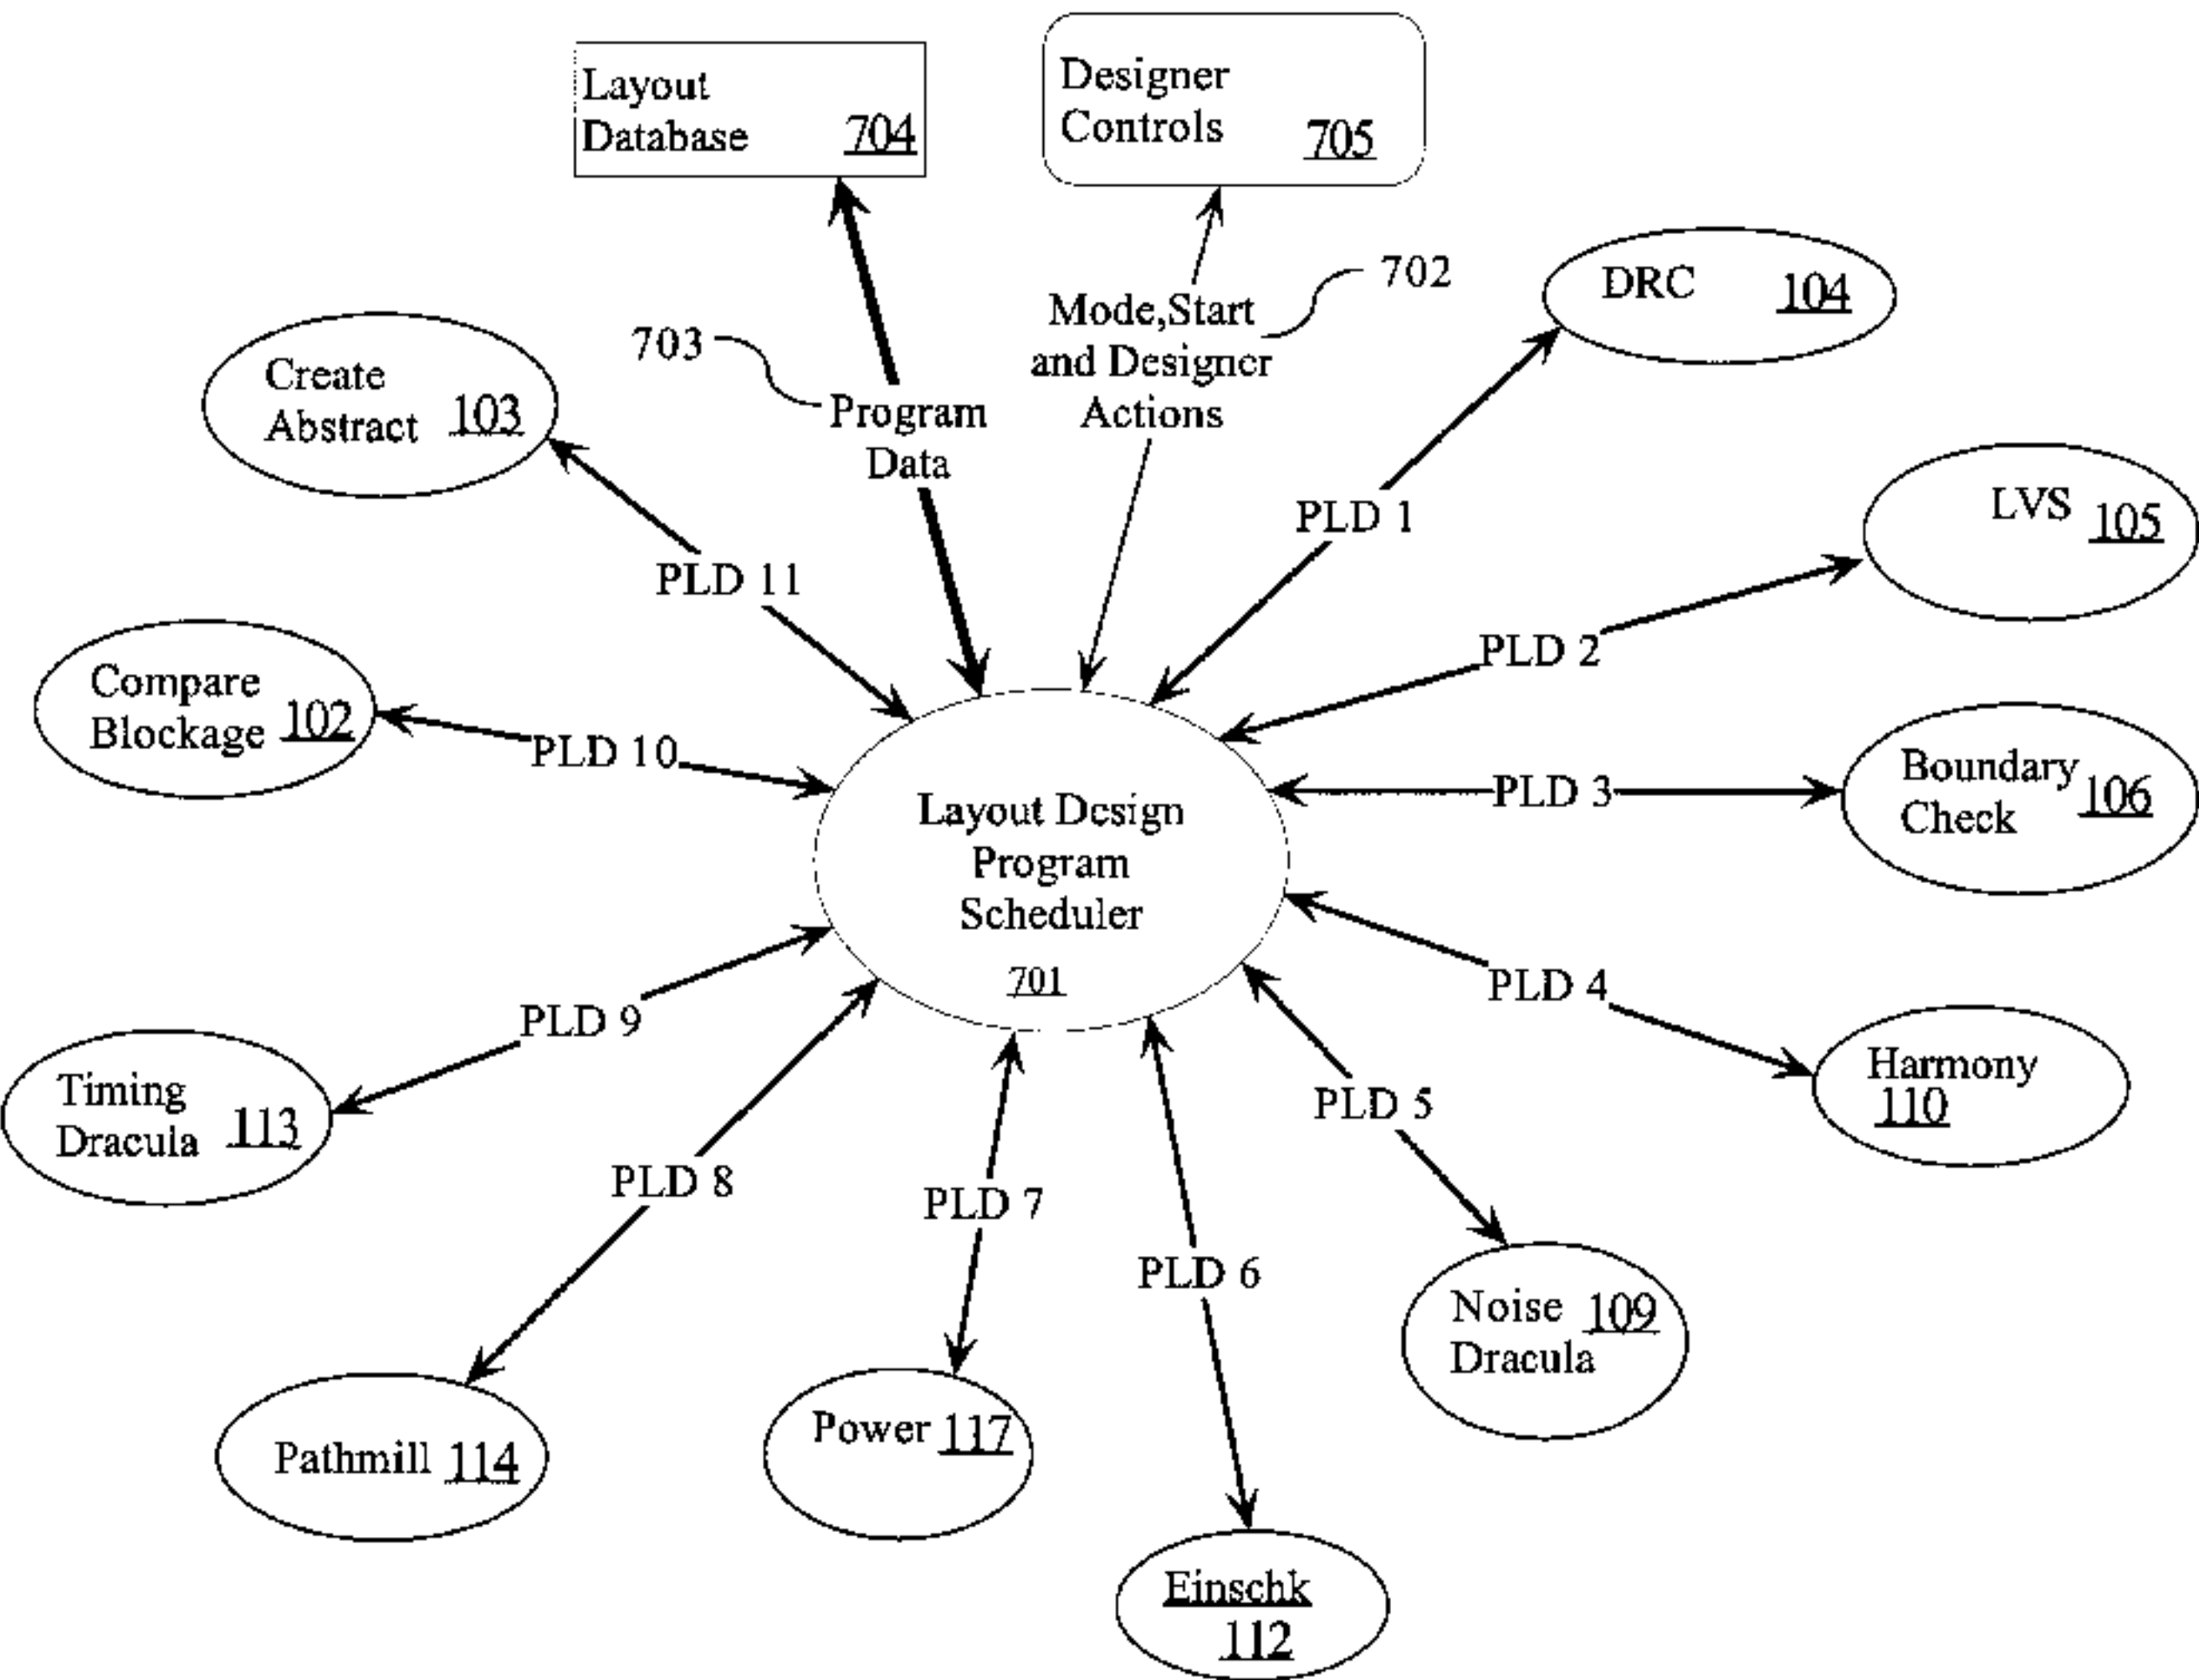 Layout
Database 704
Designer
Controls 705
702
Mode,Start
and Designer
Actions
703
Program
Data
DRC 104
Create
Abstract 103
PLD 1
LVS 105
PLD 11
PLD 2
Compare
Blockage 102
PLD 10
PLD 3
Boundary
Check 106
Layout Design
Program
Scheduler
701
PLD 9
PLD 4
Timing
Dracula 113
Harmony
110
PLD 5
PLD 8
PLD 7
PLD 6
Noise 109
Dracula
Pathmill 114
Power 117
Einschk
112